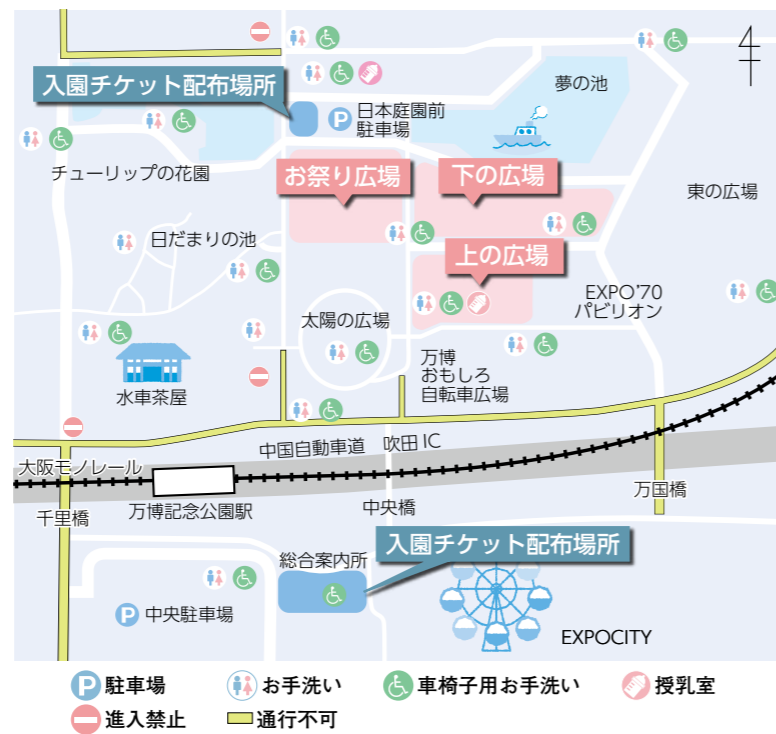 入園チケット配布場所
P
日本庭園前
駐車場
夢の池
チューリップの花園
お祭り広場
下の広場
東の広場
日だまりの池
上の広場
EXPO'70
パビリオン
太陽の広場
万博
おもしろ
自転車広場
水車茶屋
中国自動車道 吹田IC
大阪モノレール
千里橋
万博記念公園駅
中央橋
万国橋
総合案内所
入園チケット配布場所
P 中央駐車場
EXPOCITY
P 駐車場 お手洗い 車椅子用お手洗い 授乳室
進入禁止 通行不可